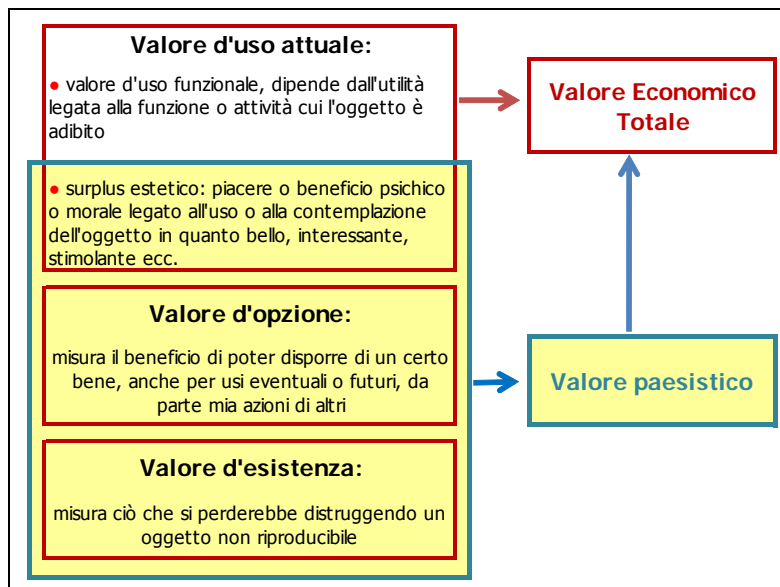 Valore d'uso attuale:
● valore d'uso funzionale, dipende dall'utilità
legata alla funzione o attività cui l'oggetto è
adibito
● surplus estetico: piacere o beneficio psichico
o morale legato all'uso o alla contemplazione
dell'oggetto in quanto bello, interessante,
stimolante ecc.
Valore d'opzione:
misura il beneficio di poter disporre di un certo
bene, anche per usi eventuali o futuri, da
parte mia azioni di altri
Valore d'esistenza:
misura ciò che si perderebbe distruggendo un
oggetto non riproducibile
Valore Economico
Totale
Valore paesistico